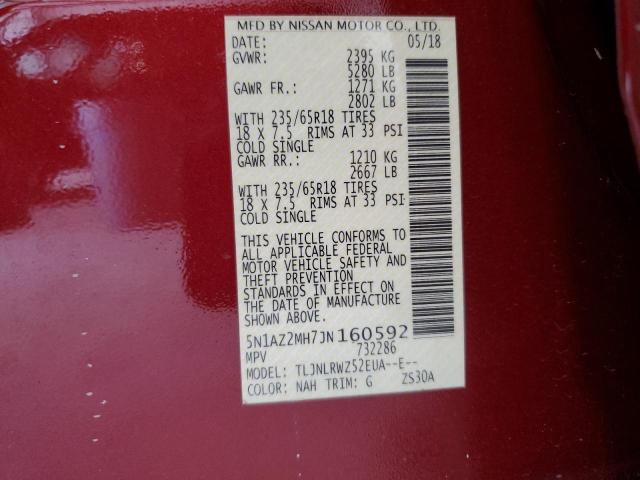 MFD BY NISSAN MOTOR CO., LTD.
DATE: 05/18
GVWR: 2395 KG
5280 LB
GAWR FR.: 1271 KG
2802 LB
WITH 235/65R18 TIRES
18 X 7.5 RIMS AT 33 PSI
COLD SINGLE
GAWR RR.: 1210 KG
2667 LB
WITH 235/65R18 TIRES
18 X 7.5 RIMS AT 33 PSI
COLD SINGLE
THIS VEHICLE CONFORMS TO
ALL APPLICABLE FEDERAL
MOTOR VEHICLE SAFETY AND
THEFT PREVENTION
STANDARDS IN EFFECT ON
THE DATE OF MANUFACTURE
SHOWN ABOVE.
5N1AZ2MH7JN160592
MPV 732286
MODEL: TLJNLRWZ52EUA--E--
COLOR: NAH TRIM: G ZS30A